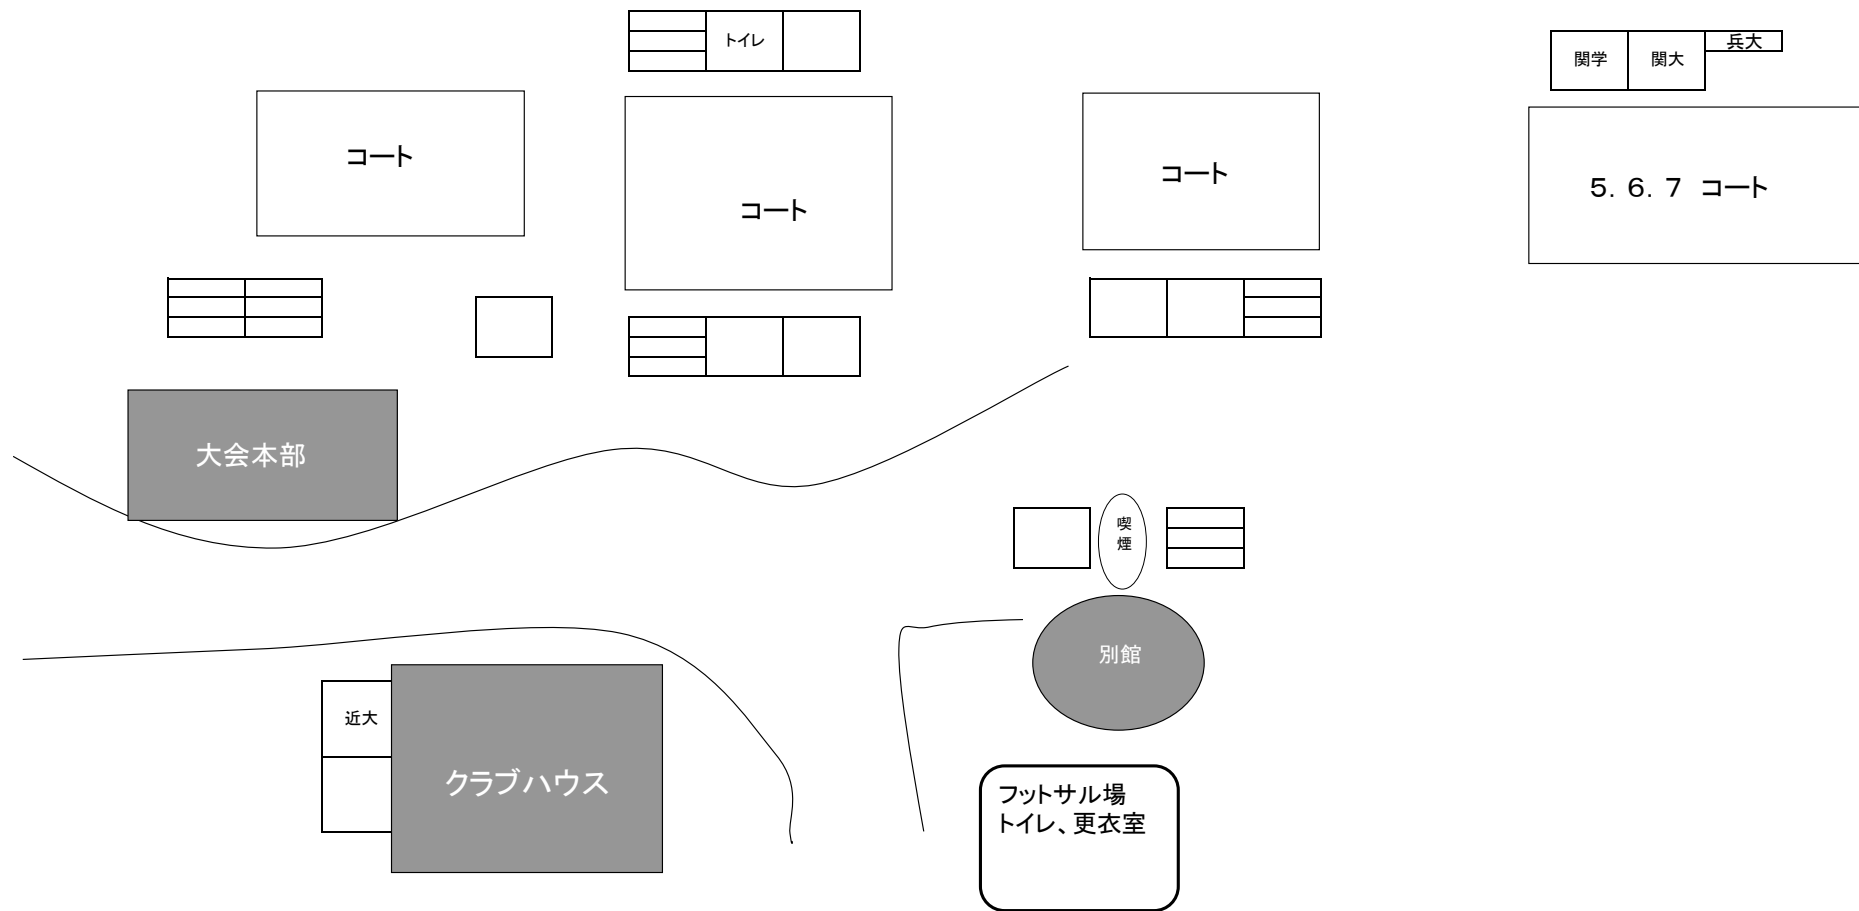 トイレ
関学
関大
兵大
コート
コート
コート
5. 6. 7 コート
大会本部
喫
煙
別館
近大
クラブハウス
フットサル場
トイレ、更衣室